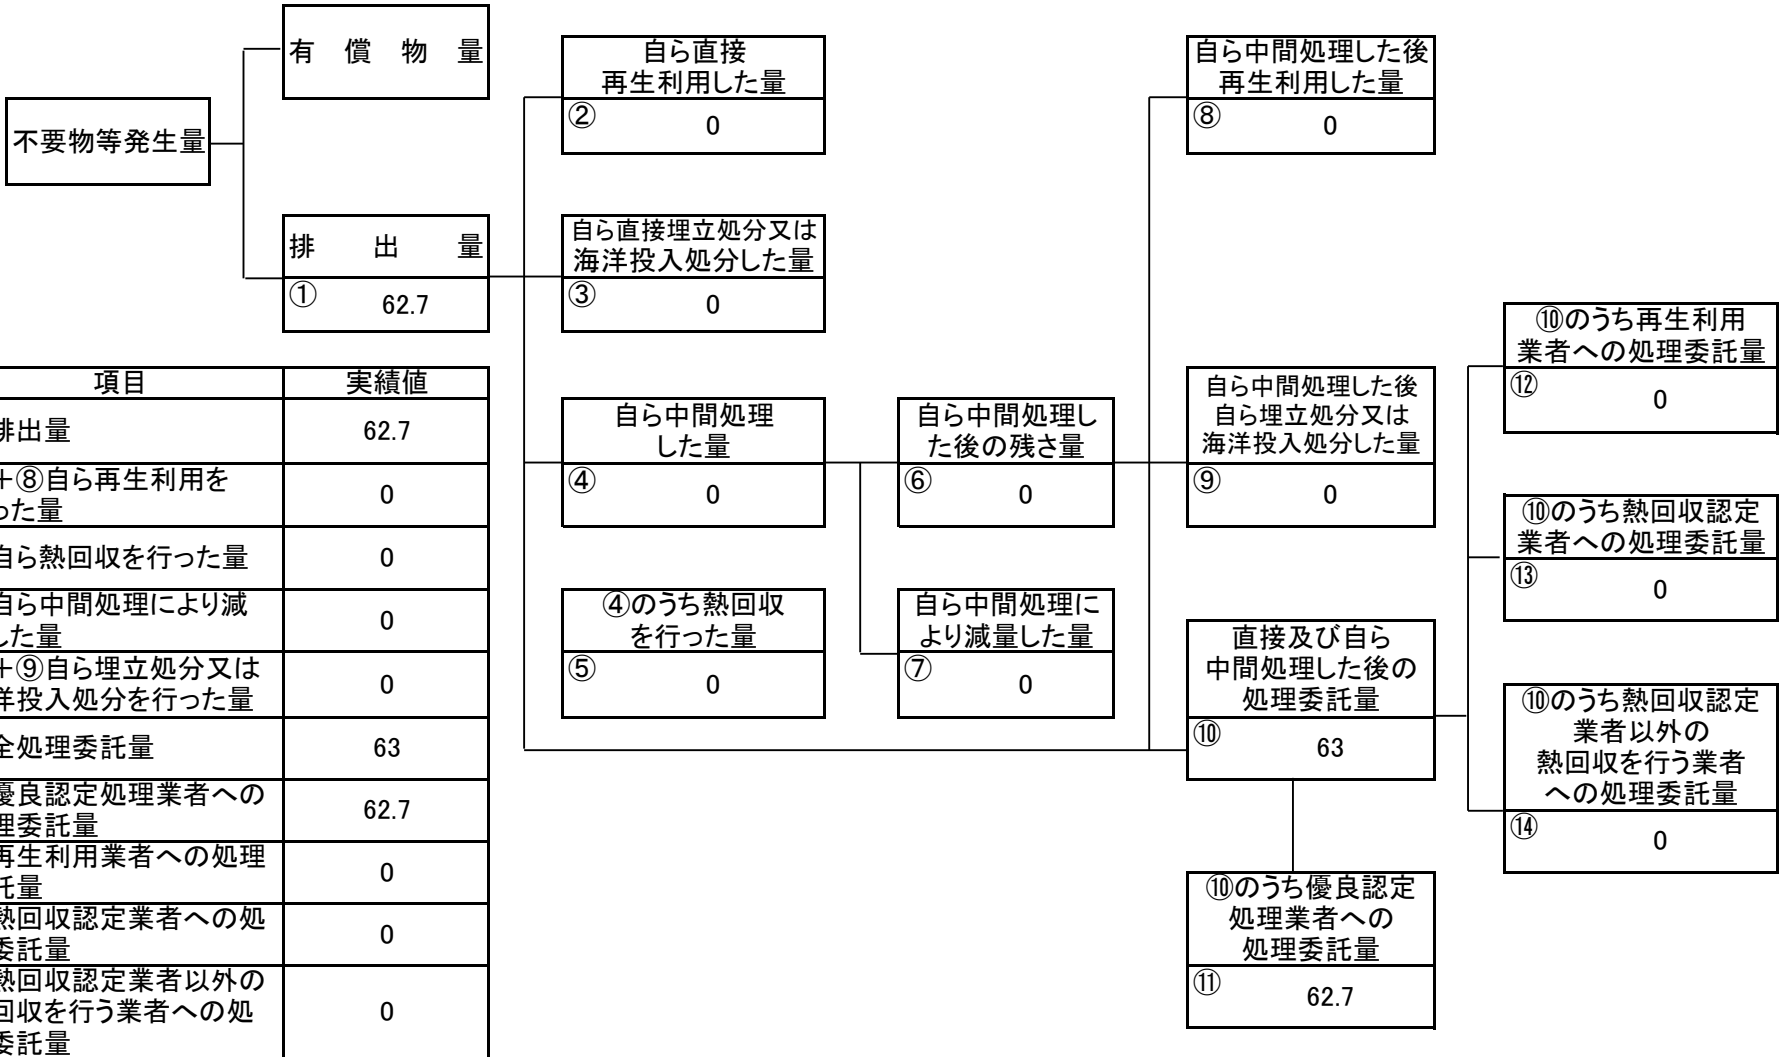 有償物量
不要物等発生量
排出量
①
62.7
自ら直接
再生利用した量
②
0
自ら直接埋立処分又は
海洋投入処分した量
③
0
自ら中間処理
した量
④
0
④のうち熱回収
を行った量
⑤
0
自ら中間処理し
た後の残さ量
⑥
0
自ら中間処理に
より減量した量
⑦
0
自ら中間処理した後
再生利用した量
⑧
0
自ら中間処理した後
自ら埋立処分又は
海洋投入処分した量
⑨
0
直接及び自ら
中間処理した後の
処理委託量
⑩
63
⑩のうち優良認定
処理業者への
処理委託量
⑪
62.7
⑩のうち再生利用
業者への処理委託量
⑫
0
⑩のうち熱回収認定
業者への処理委託量
⑬
0
⑩のうち熱回収認定
業者以外の
熱回収を行う業者
への処理委託量
⑭
0
項目
実績値
排出量
62.7
+⑧自ら再生利用を
った量
0
自ら熱回収を行った量
0
自ら中間処理により減
した量
0
+⑨自ら埋立処分又は
洋投入処分を行った量
0
全処理委託量
63
優良認定処理業者への
理委託量
62.7
再生利用業者への処理
託量
0
熱回収認定業者への処
委託量
0
熱回収認定業者以外の
回収を行う業者への処
委託量
0